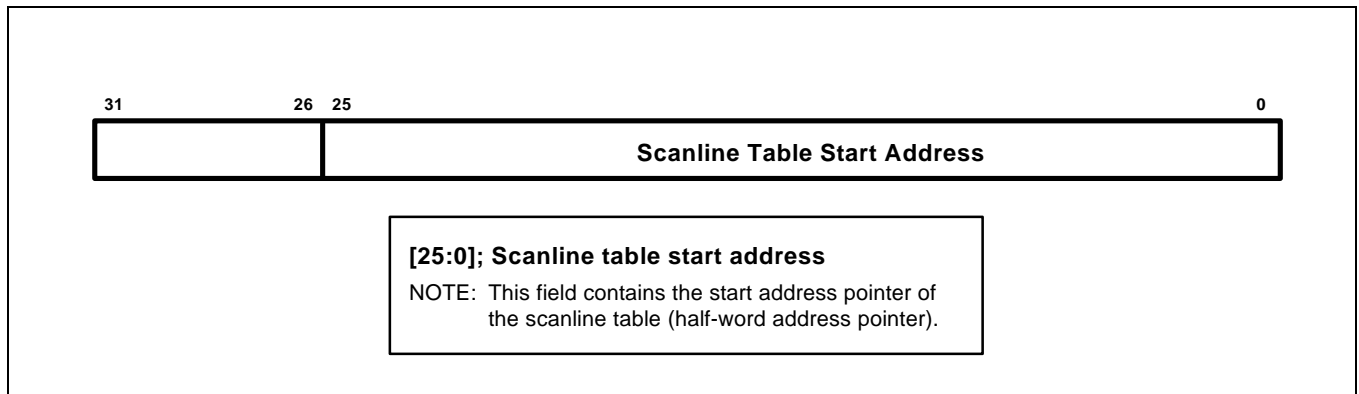 31 26 25 0
Scanline Table Start Address
[25:0]; Scanline table start address
NOTE: This field contains the start address pointer of
the scanline table (half-word address pointer).